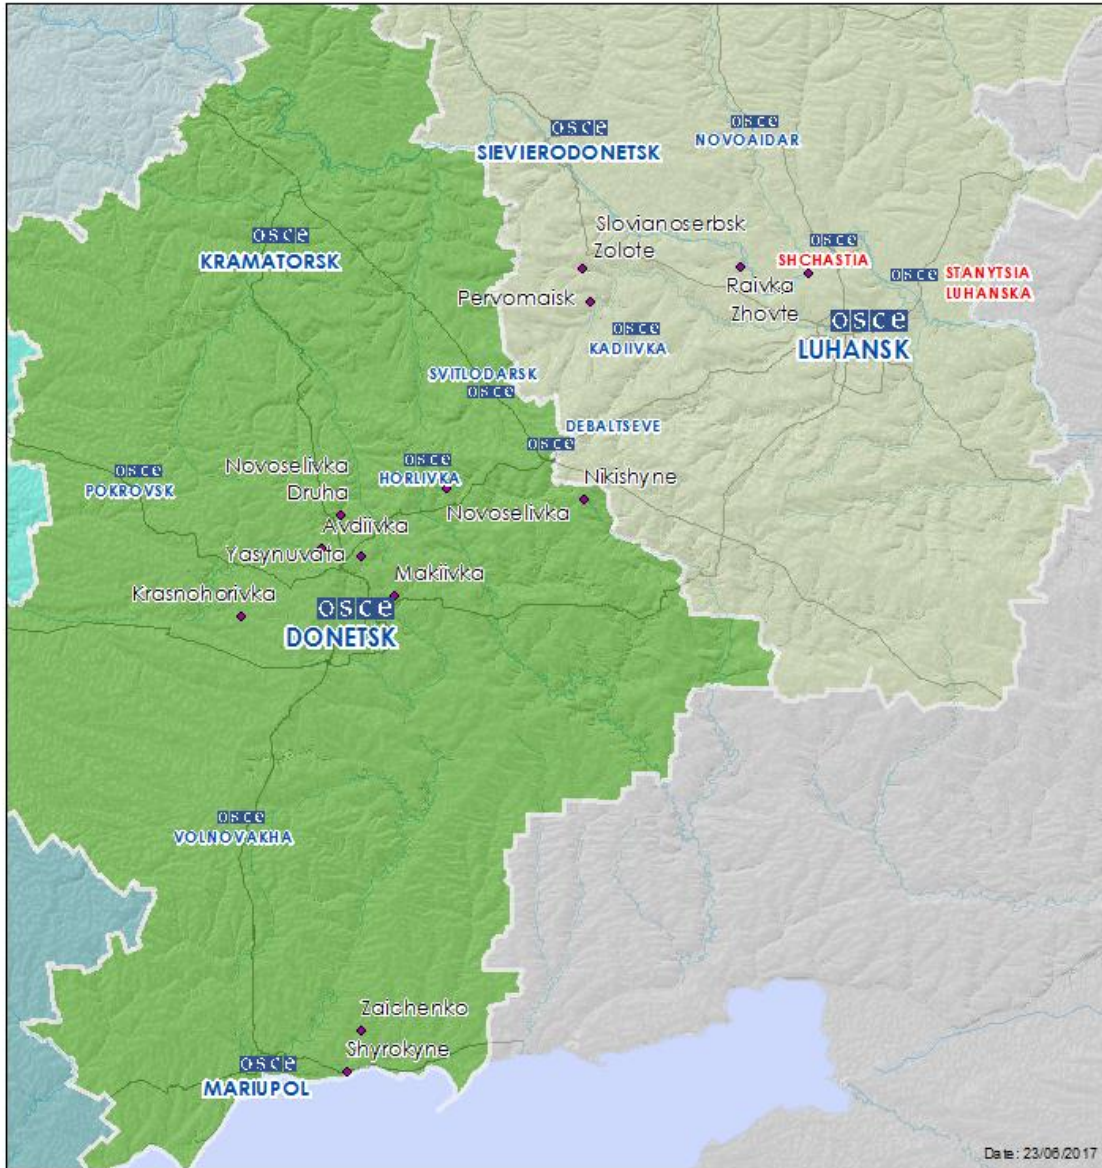 osce
SIEVIERODONETSK
osce
NOVOAIDAR
osce
KRAMATORSK
Slovianoserbsk
Zolote
osce
SHCHASTIA
osce
STANYTSIA
LUHANSKA
Pervomaisk
Raivka
Zhovte
osce
LUHANSK
osce
KADIIVKA
SVITLODARSK
osce
DEBALTSEVE
osce
osce
POKROVSK
Novoselivka
Druha
osce
HORLIVKA
Nikishyne
Novoselivka
Avdiivka
Yasynuvata
Makiivka
Krasnohorivka
osce
DONETSK
osce
VOLNOVAKHA
Zaichenko
Shyrokyne
osce
MARIUPOL
Date: 23/06/2017